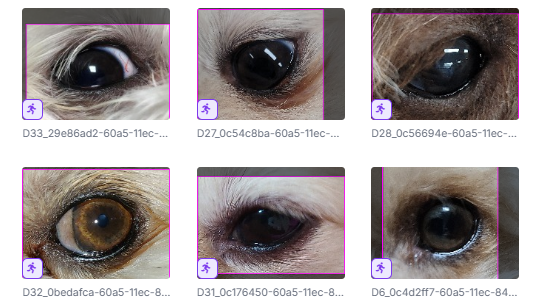 D33_29e86ad2-60a5-11ec-...
D27_0c54c8ba-60a5-11ec-...
D28_0c56694e-60a5-11ec-...
D32_0bedafca-60a5-11ec-8...
D31_0c176450-60a5-11ec-8...
D6_0c4d2ff7-60a5-11ec-84...